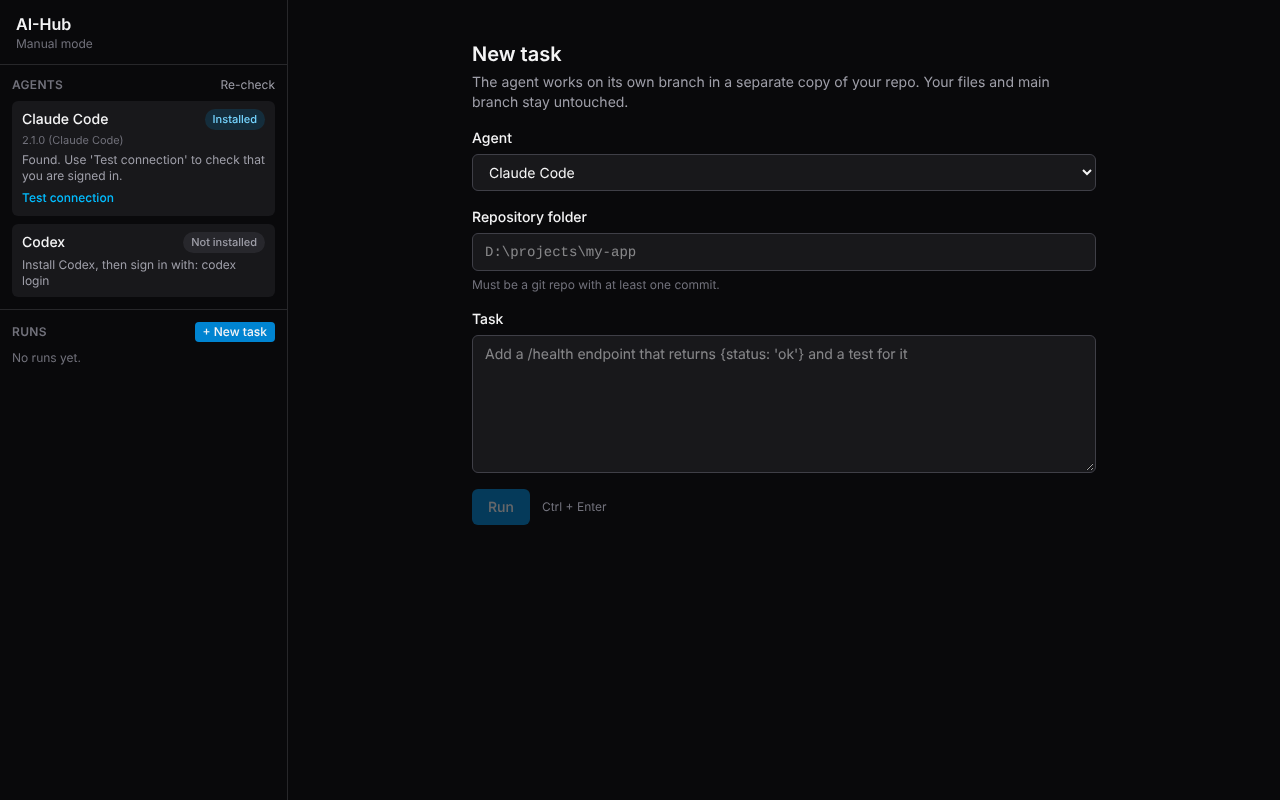 AI-Hub
Manual mode
AGENTS
Re-check
Claude Code
Installed
2.1.0 (Claude Code)
Found. Use 'Test connection' to check that
you are signed in.
Test connection
Codex
Not installed
Install Codex, then sign in with: codex
login
RUNS
+ New task
No runs yet.
New task
The agent works on its own branch in a separate copy of your repo. Your files and main
branch stay untouched.
Agent
Claude Code
Repository folder
D:\projects\my-app
Must be a git repo with at least one commit.
Task
Add a /health endpoint that returns {status: 'ok'} and a test for it
Run
Ctrl + Enter